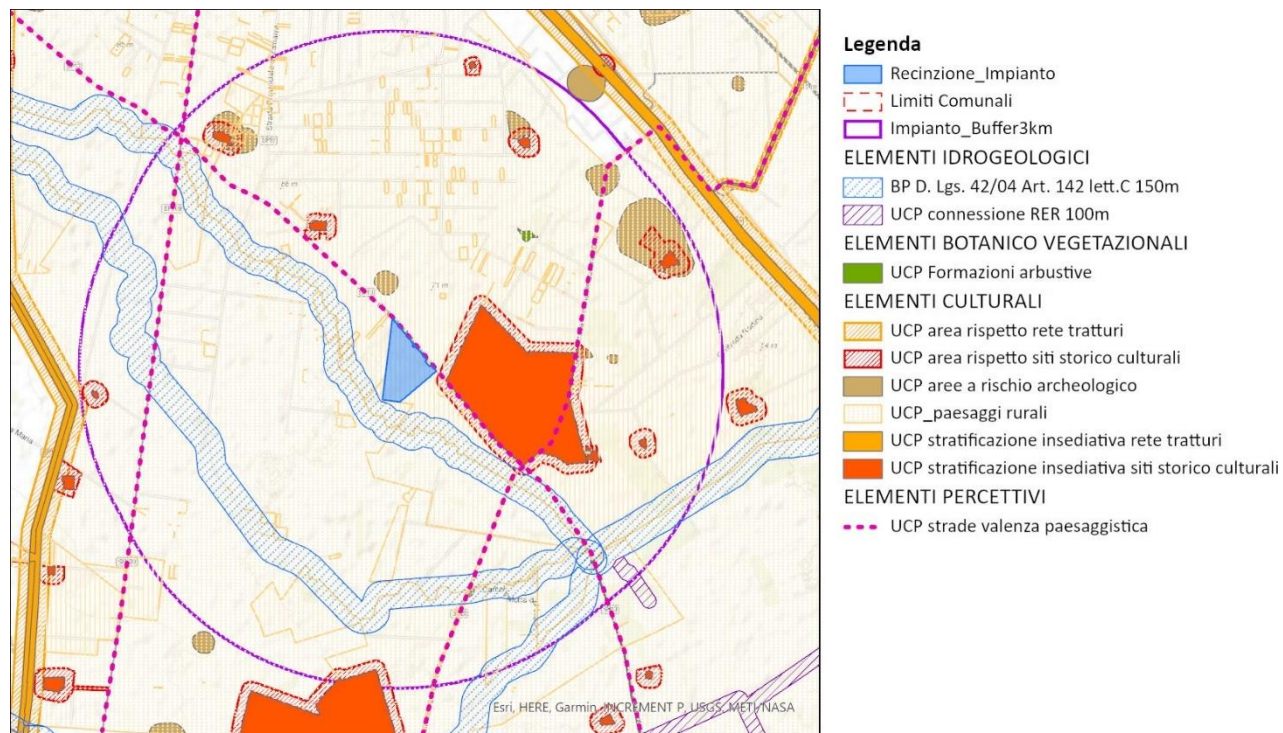 Legenda
Recinzione_Impianto
Limiti Comunali
Impianto_Buffer3km
ELEMENTI IDROGEOLOGICI
BP D. Lgs. 42/04 Art. 142 lett.C 150m
UCP connessione RER 100m
ELEMENTI BOTANICO VEGETAZIONALI
UCP Formazioni arbustive
ELEMENTI CULTURALI
UCP area rispetto rete tratturi
UCP area rispetto siti storico culturali
UCP aree a rischio archeologico
UCP_paesaggi rurali
UCP stratificazione insediativa rete tratturi
UCP stratificazione insediativa siti storico culturali
ELEMENTI PERCETTIVI
UCP strade valenza paesaggistica
71 m
74 m
Maria
Esri, HERE, Garmin, INCREMENT P, USGS, METI/NASA